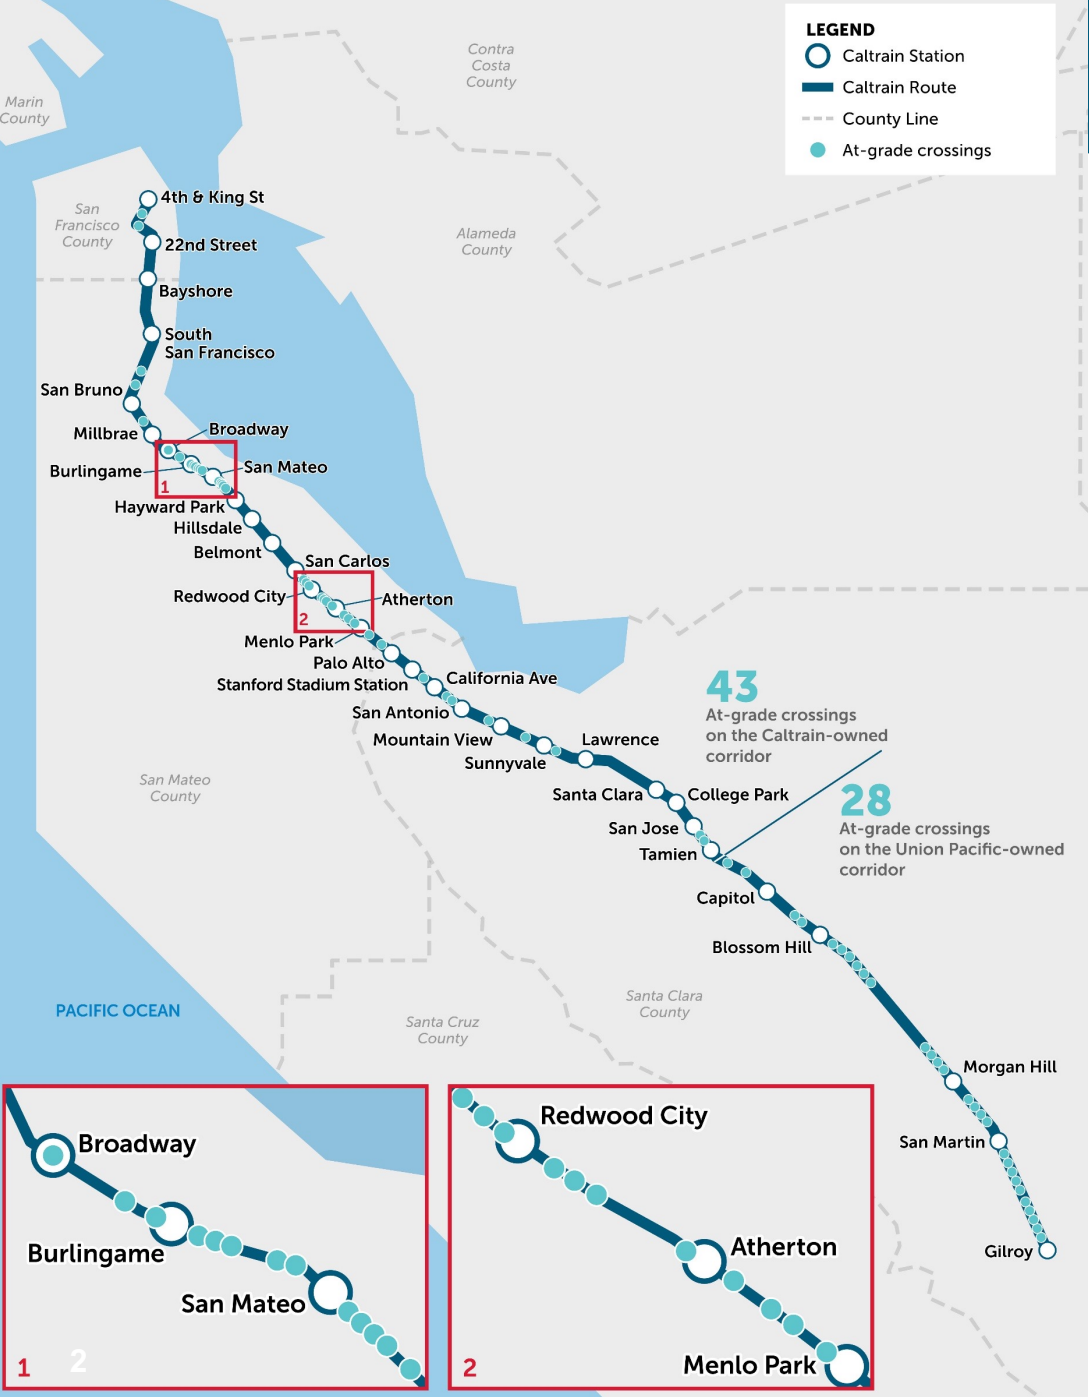 LEGEND
Caltrain Station
Caltrain Route
County Line
At-grade crossings
Contra
Costa
County
Marin
County
San
Francisco
County
Alameda
County
4th & King St
22nd Street
Bayshore
South
San Francisco
San Bruno
Millbrae
Broadway
Burlingame
San Mateo
1
Hayward Park
Hillsdale
Belmont
San Carlos
Redwood City
Atherton
2
Menlo Park
Palo Alto
Stanford Stadium Station
California Ave
San Antonio
Mountain View
Sunnyvale
Lawrence
Santa Clara
College Park
San Jose
Tamien
Capitol
Blossom Hill
43
At-grade crossings
on the Caltrain-owned
corridor
28
At-grade crossings
on the Union Pacific-owned
corridor
San Mateo
County
PACIFIC OCEAN
Santa Cruz
County
Santa Clara
County
Morgan Hill
San Martin
Gilroy
Broadway
Burlingame
San Mateo
1
2
Redwood City
Atherton
Menlo Park
2